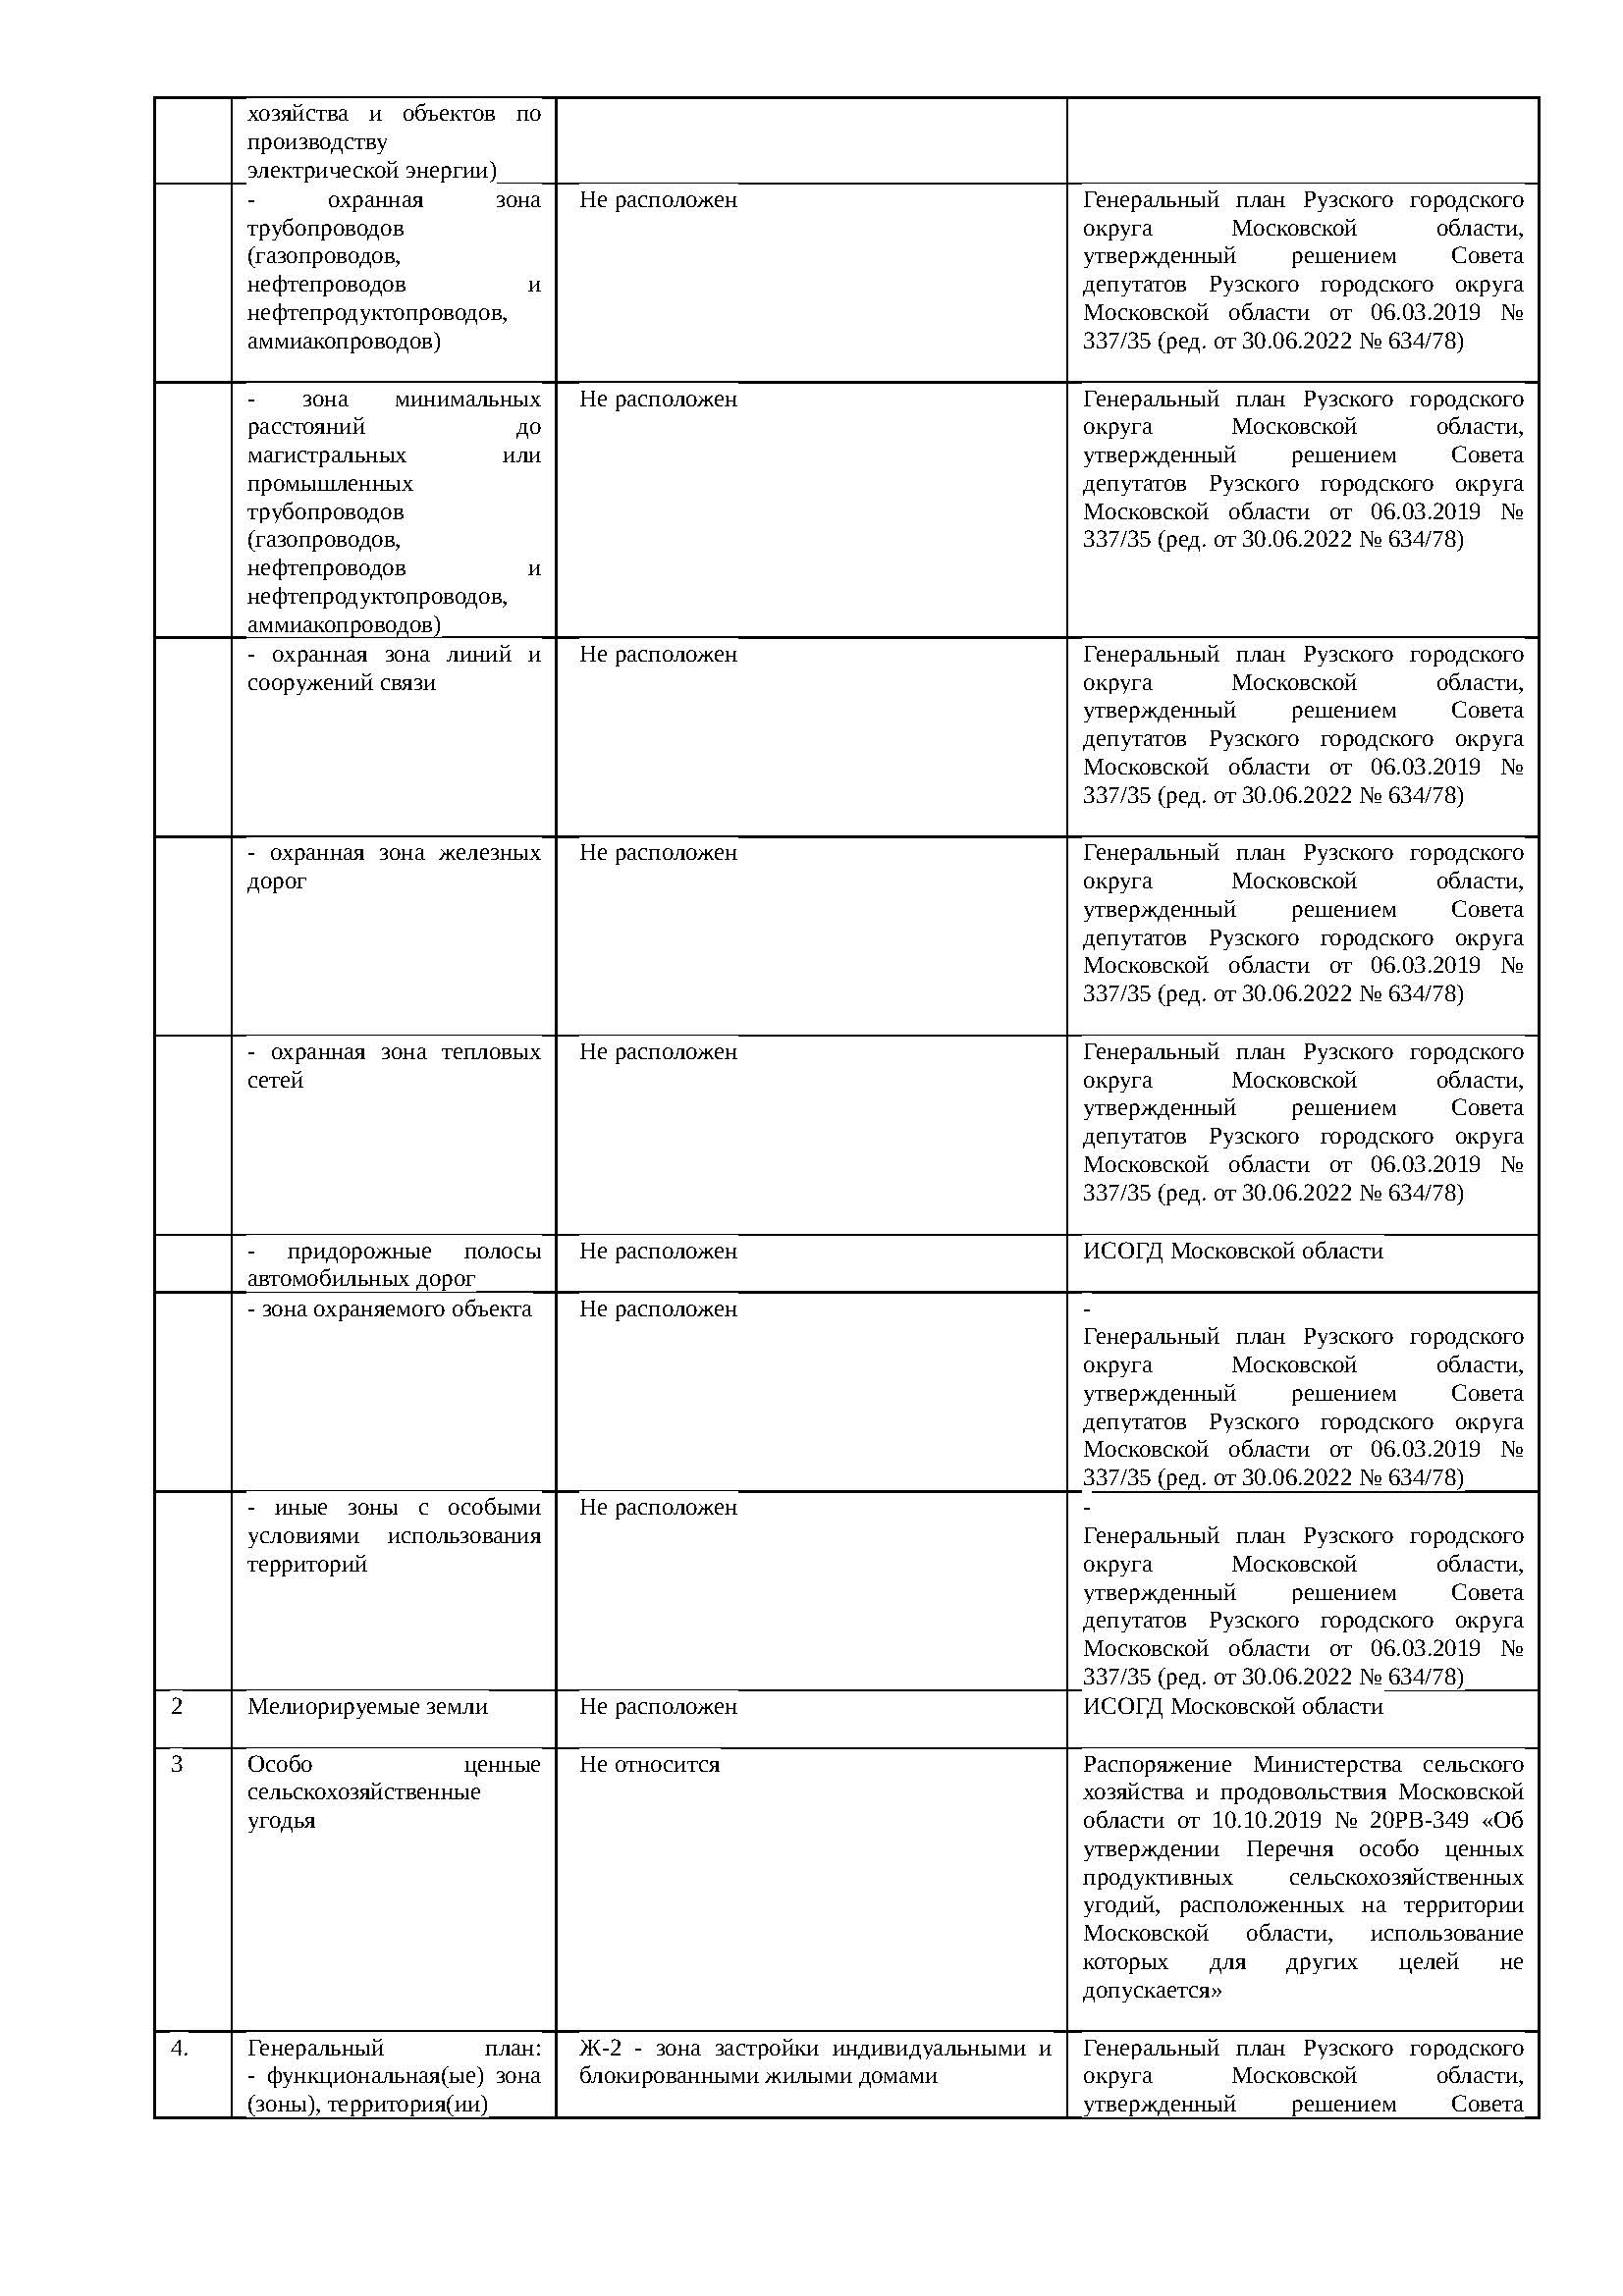 хозяйства и объектов по
производству
электрической энергии)
- охранная зона
трубопроводов
(газопроводов,
нефтепроводов и
нефтепродуктопроводов,
аммиакопроводов)
Не расположен
Генеральный план Рузского городского
округа Московской области,
утвержденный решением Совета
депутатов Рузского городского округа
Московской области от 06.03.2019 №
337/35 (ред. от 30.06.2022 № 634/78)
- зона минимальных
расстояний до
магистральных или
промышленных
трубопроводов
(газопроводов,
нефтепроводов и
нефтепродуктопроводов,
аммиакопроводов)
Не расположен
Генеральный план Рузского городского
округа Московской области,
утвержденный решением Совета
депутатов Рузского городского округа
Московской области от 06.03.2019 №
337/35 (ред. от 30.06.2022 № 634/78)
- охранная зона линий и
сооружений связи
Не расположен
Генеральный план Рузского городского
округа Московской области,
утвержденный решением Совета
депутатов Рузского городского округа
Московской области от 06.03.2019 №
337/35 (ред. от 30.06.2022 № 634/78)
- охранная зона железных
дорог
Не расположен
Генеральный план Рузского городского
округа Московской области,
утвержденный решением Совета
депутатов Рузского городского округа
Московской области от 06.03.2019 №
337/35 (ред. от 30.06.2022 № 634/78)
- охранная зона тепловых
сетей
Не расположен
Генеральный план Рузского городского
округа Московской области,
утвержденный решением Совета
депутатов Рузского городского округа
Московской области от 06.03.2019 №
337/35 (ред. от 30.06.2022 № 634/78)
- придорожные полосы
автомобильных дорог
Не расположен
ИСОГД Московской области
- зона охраняемого объекта
Не расположен
-
Генеральный план Рузского городского
округа Московской области,
утвержденный решением Совета
депутатов Рузского городского округа
Московской области от 06.03.2019 №
337/35 (ред. от 30.06.2022 № 634/78)
- иные зоны с особыми
условиями использования
территорий
Не расположен
-
Генеральный план Рузского городского
округа Московской области,
утвержденный решением Совета
депутатов Рузского городского округа
Московской области от 06.03.2019 №
337/35 (ред. от 30.06.2022 № 634/78)
2
Мелиорируемые земли
Не расположен
ИСОГД Московской области
3
Особо ценные
сельскохозяйственные
угодья
Не относится
Распоряжение Министерства сельского
хозяйства и продовольствия Московской
области от 10.10.2019 № 20РВ-349 «Об
утверждении Перечня особо ценных
продуктивных сельскохозяйственных
угодий, расположенных на территории
Московской области, использование
которых для других целей не
допускается»
4.
Генеральный план:
- функциональная(ые) зона
(зоны), территория(ии)
Ж-2 - зона застройки индивидуальными и
блокированными жилыми домами
Генеральный план Рузского городского
округа Московской области,
утвержденный решением Совета